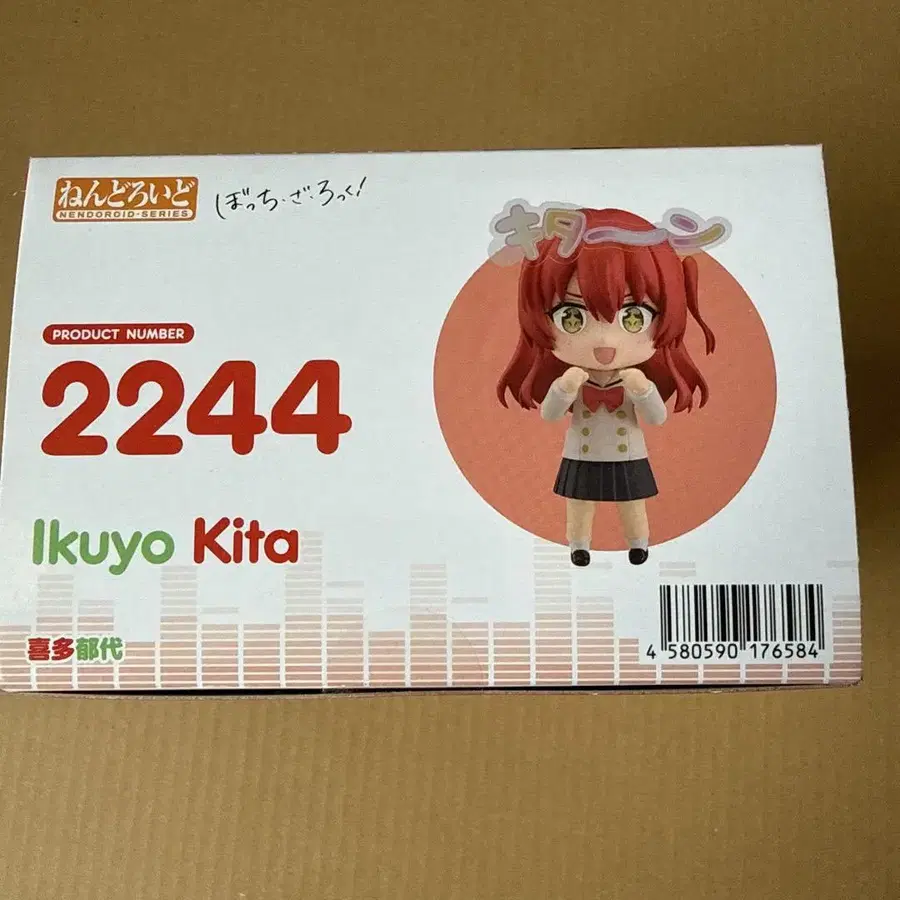 ねんどろいど
NENDOROID-SERIES
ぼっち・ざ・ろっく!
キターン
PRODUCT NUMBER
2244
Ikuyo Kita
喜多郁代
4 580590 176584